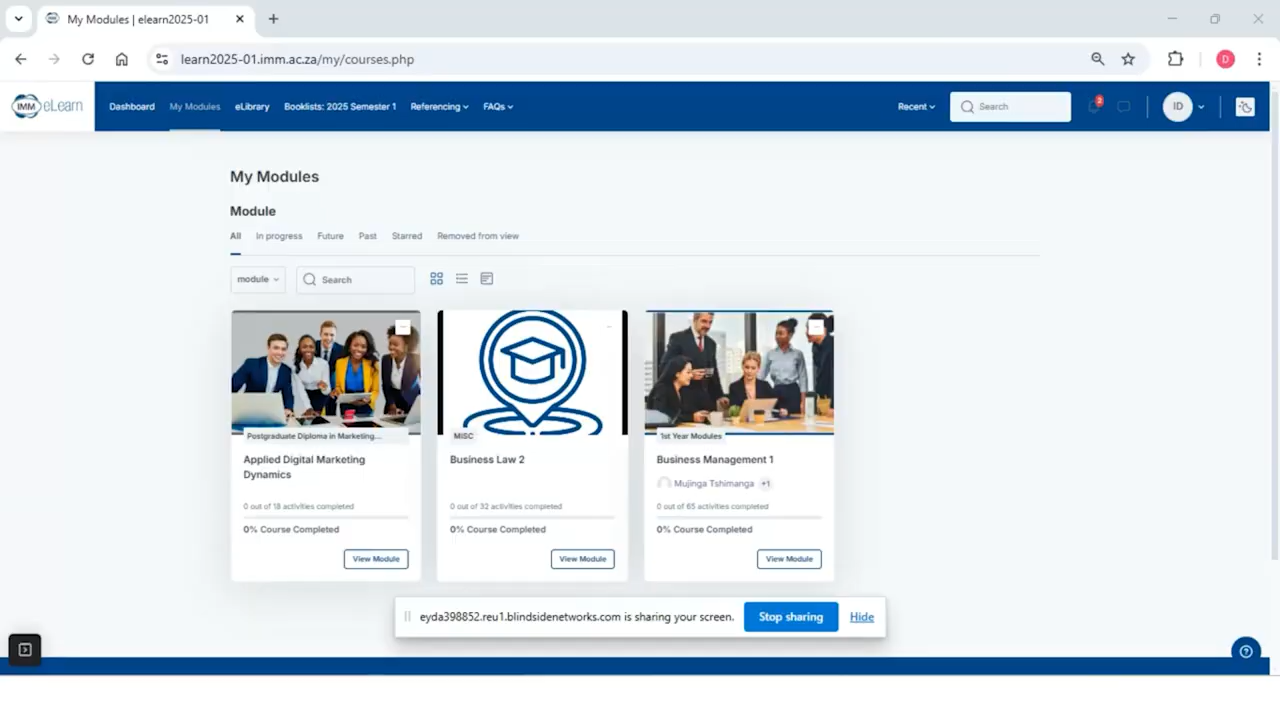 My Modules | elearn2025-01
learn2025-01.imm.ac.za/my/courses.php
D
IMM eLearn
Dashboard
My Modules
eLibrary
Booklists: 2025 Semester 1
Referencing
FAQs
Recent
Search
2
ID
My Modules
Module
All
In progress
Future
Past
Starred
Removed from view
module
Search
Postgraduate Diploma in Marketing...
Applied Digital Marketing
Dynamics
0 out of 18 activities completed
0% Course Completed
View Module
MISC
Business Law 2
0 out of 32 activities completed
0% Course Completed
View Module
1st Year Modules
Business Management 1
Mujinga Tshimanga +1
0 out of 65 activities completed
0% Course Completed
View Module
eyda398852.reu1.blindsidenetworks.com is sharing your screen.
Stop sharing
Hide